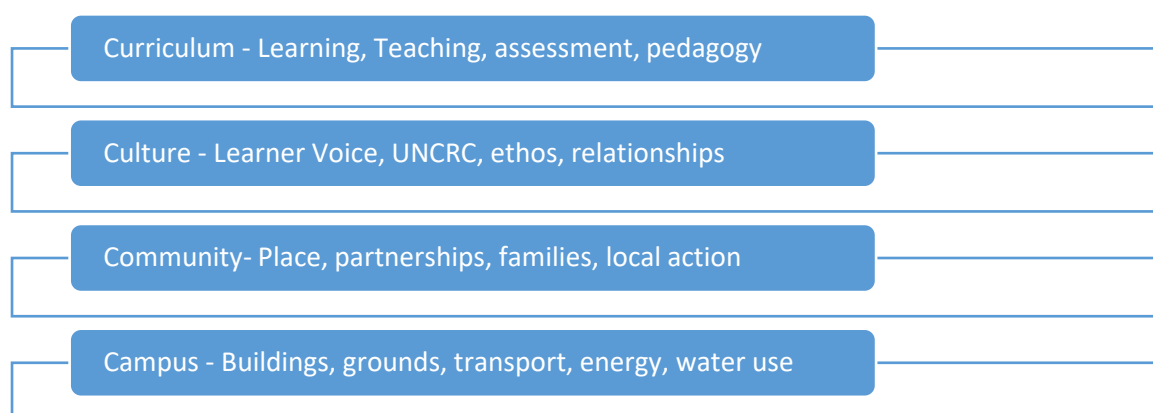 Curriculum - Learning, Teaching, assessment, pedagogy
Culture - Learner Voice, UNCRC, ethos, relationships
Community- Place, partnerships, families, local action
Campus - Buildings, grounds, transport, energy, water use